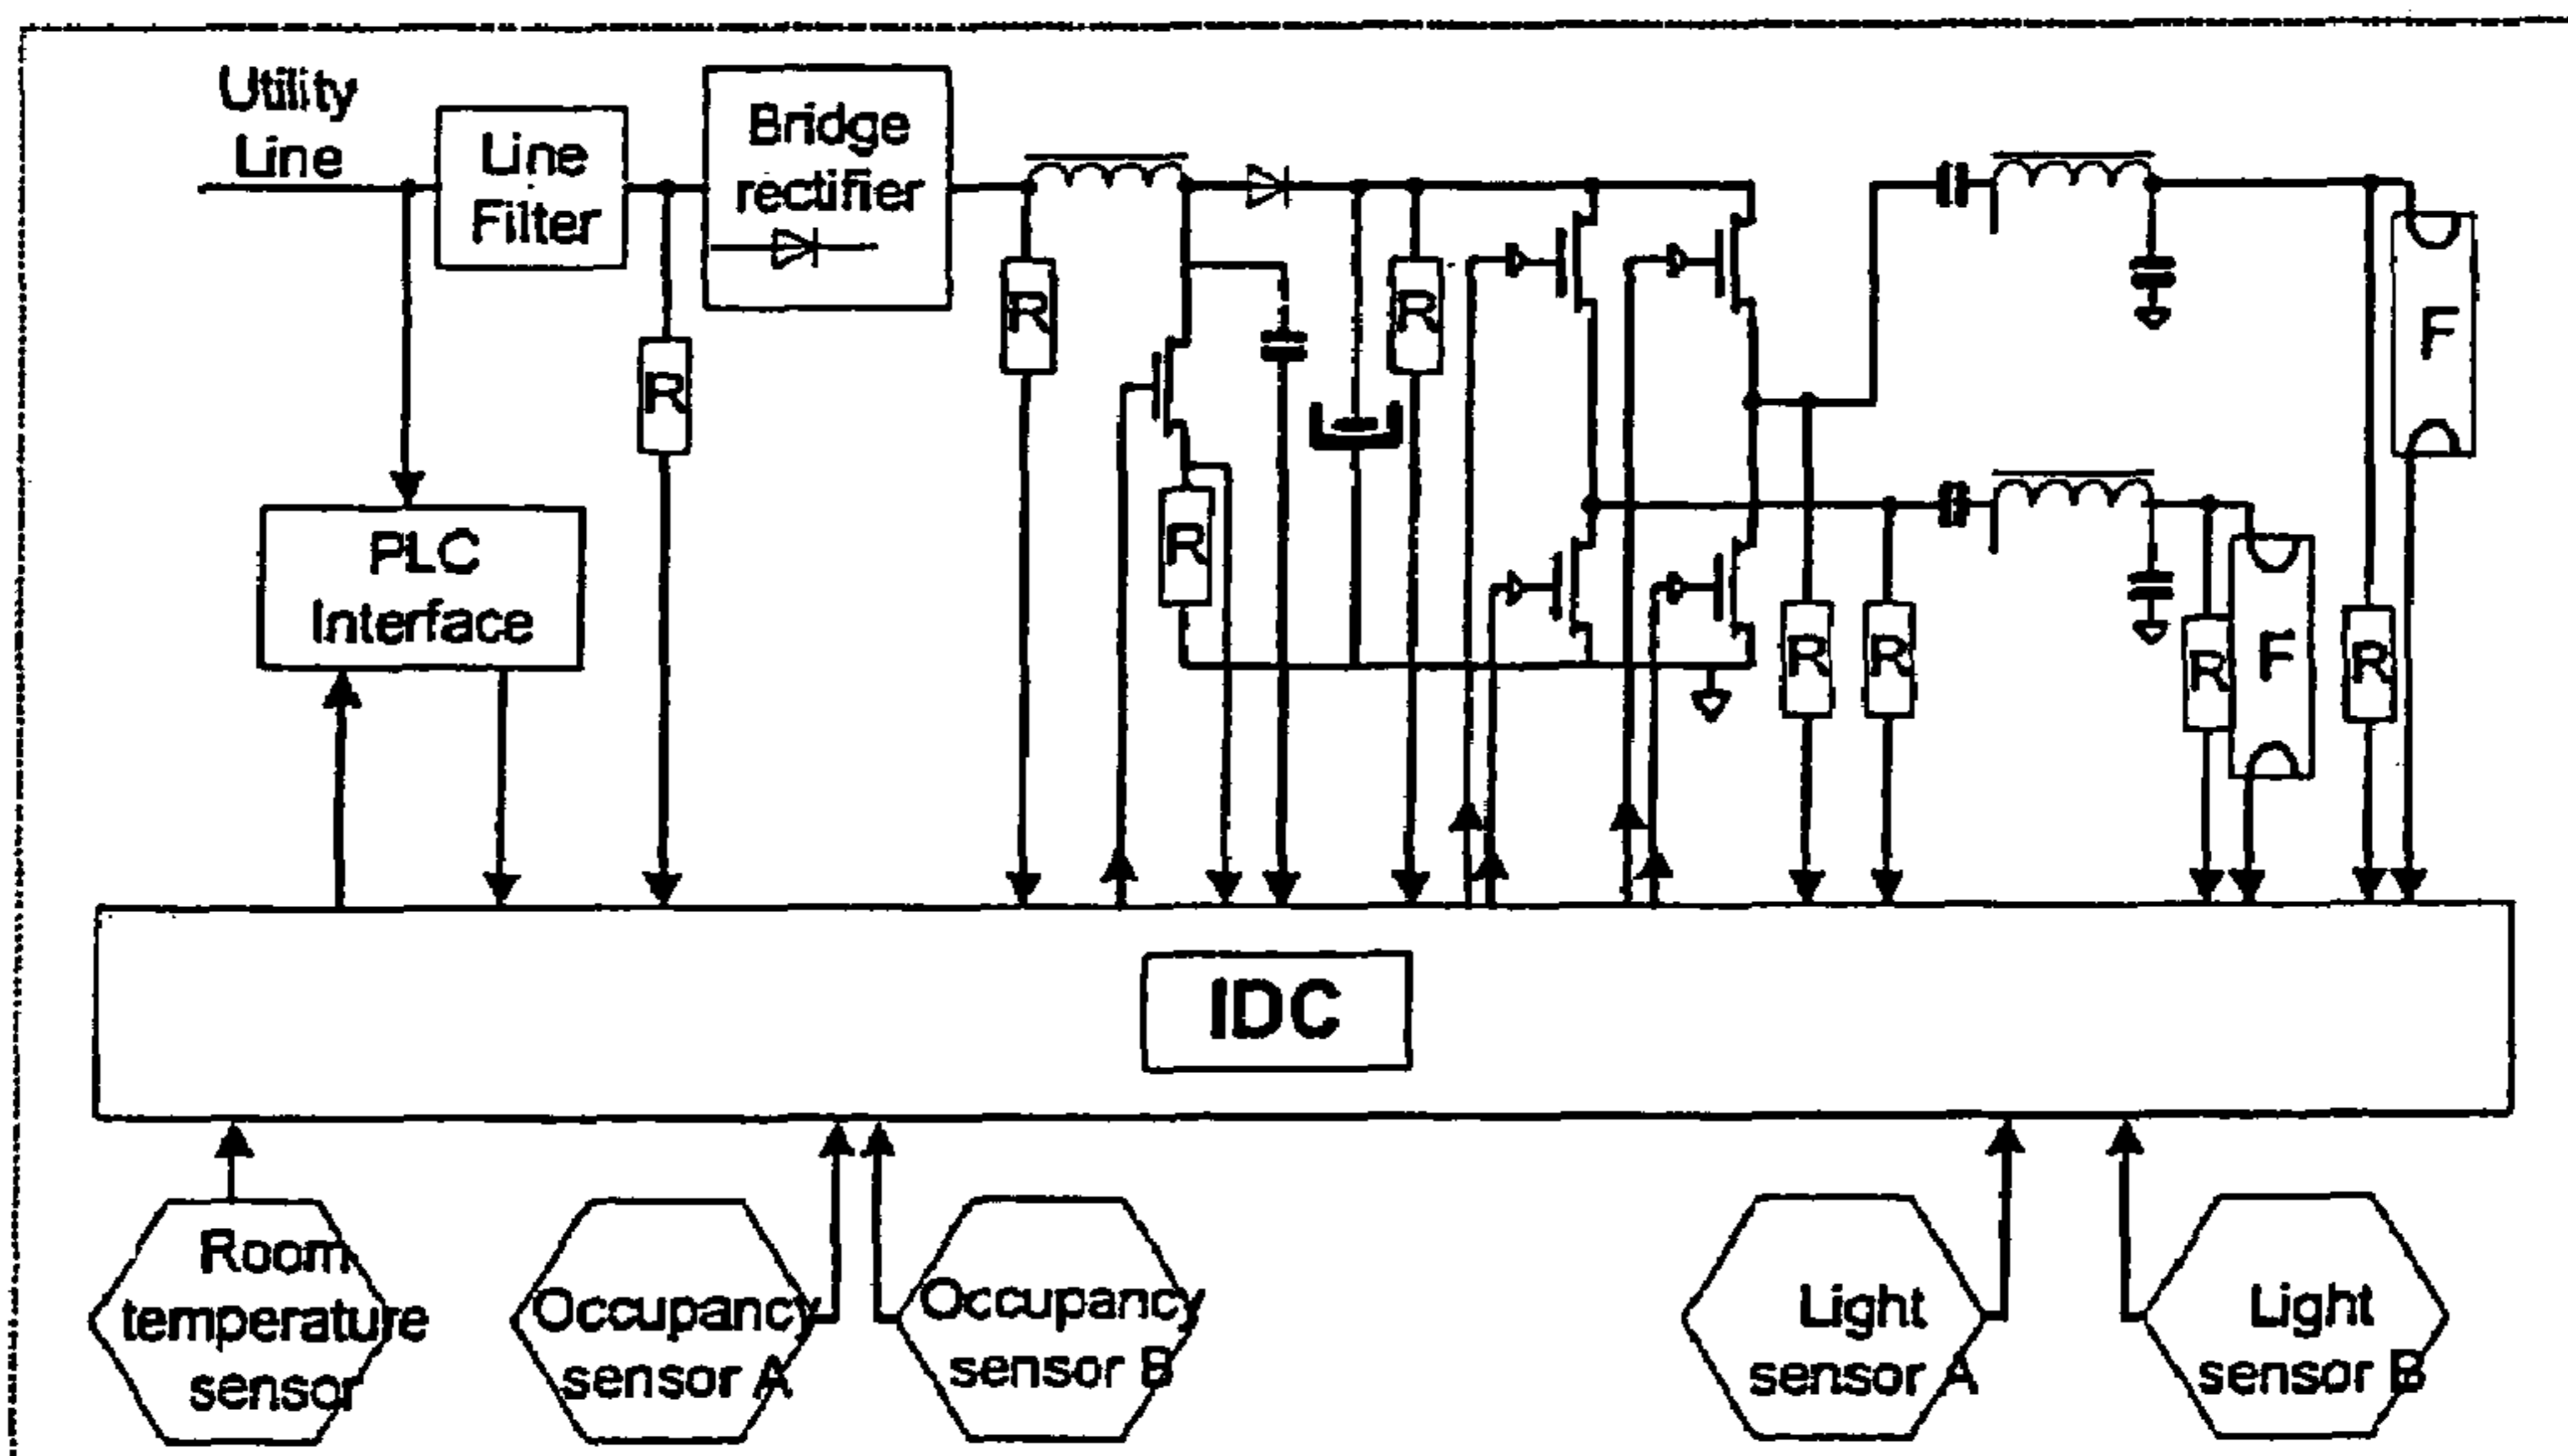 Utility
Line
Line
Filter
Bridge
rectifier
R
R
R
R
R
R
R
R
F
F
PLC
Interface
IDC
Room
temperature
sensor
Occupancy
sensor A
Occupancy
sensor B
Light
sensor A
Light
sensor B